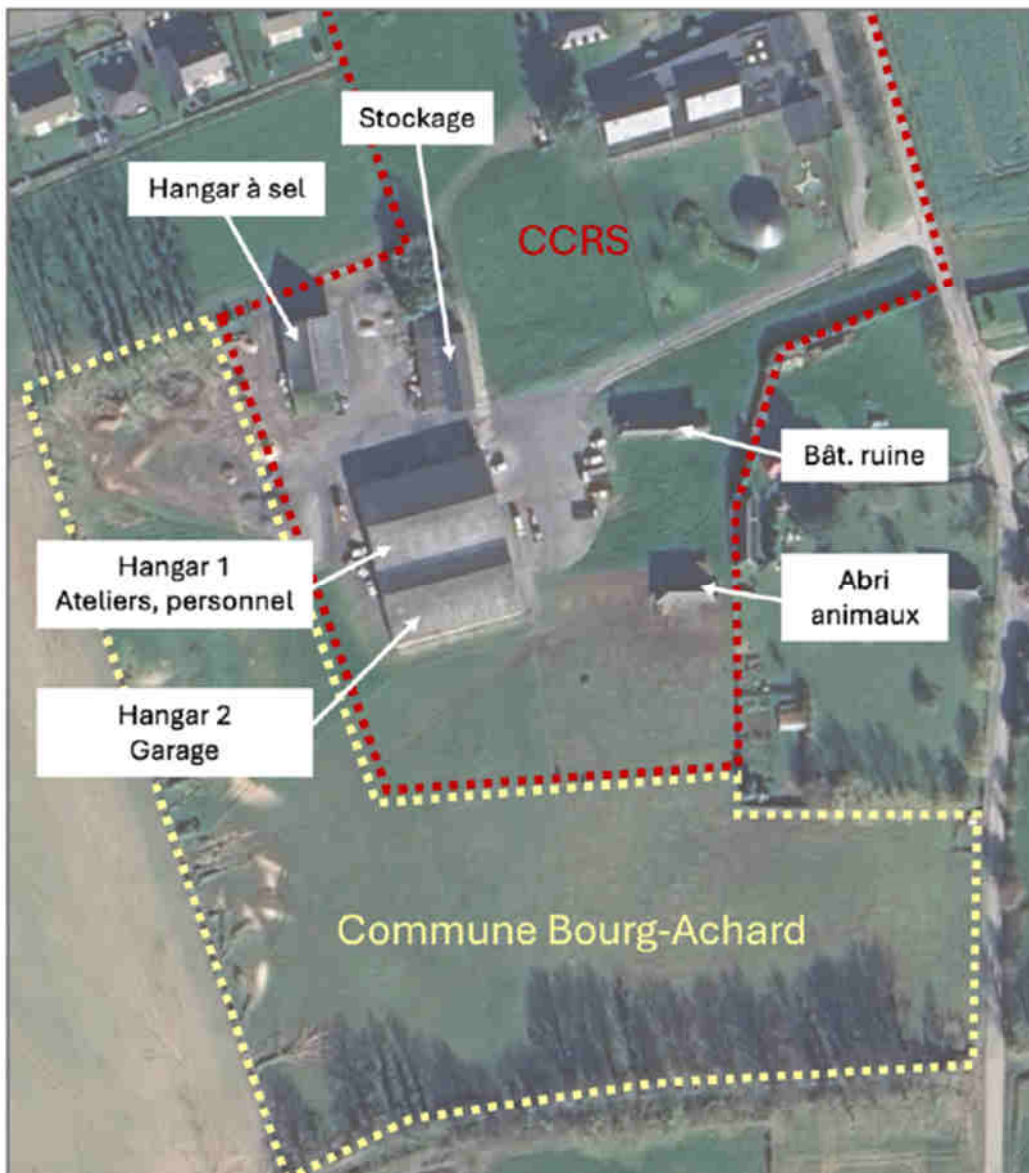 Stockage
Hangar à sel
CCRS
Bât. ruine
Hangar 1
Ateliers, personnel
Abri
animaux
Hangar 2
Garage
Commune Bourg-Achard